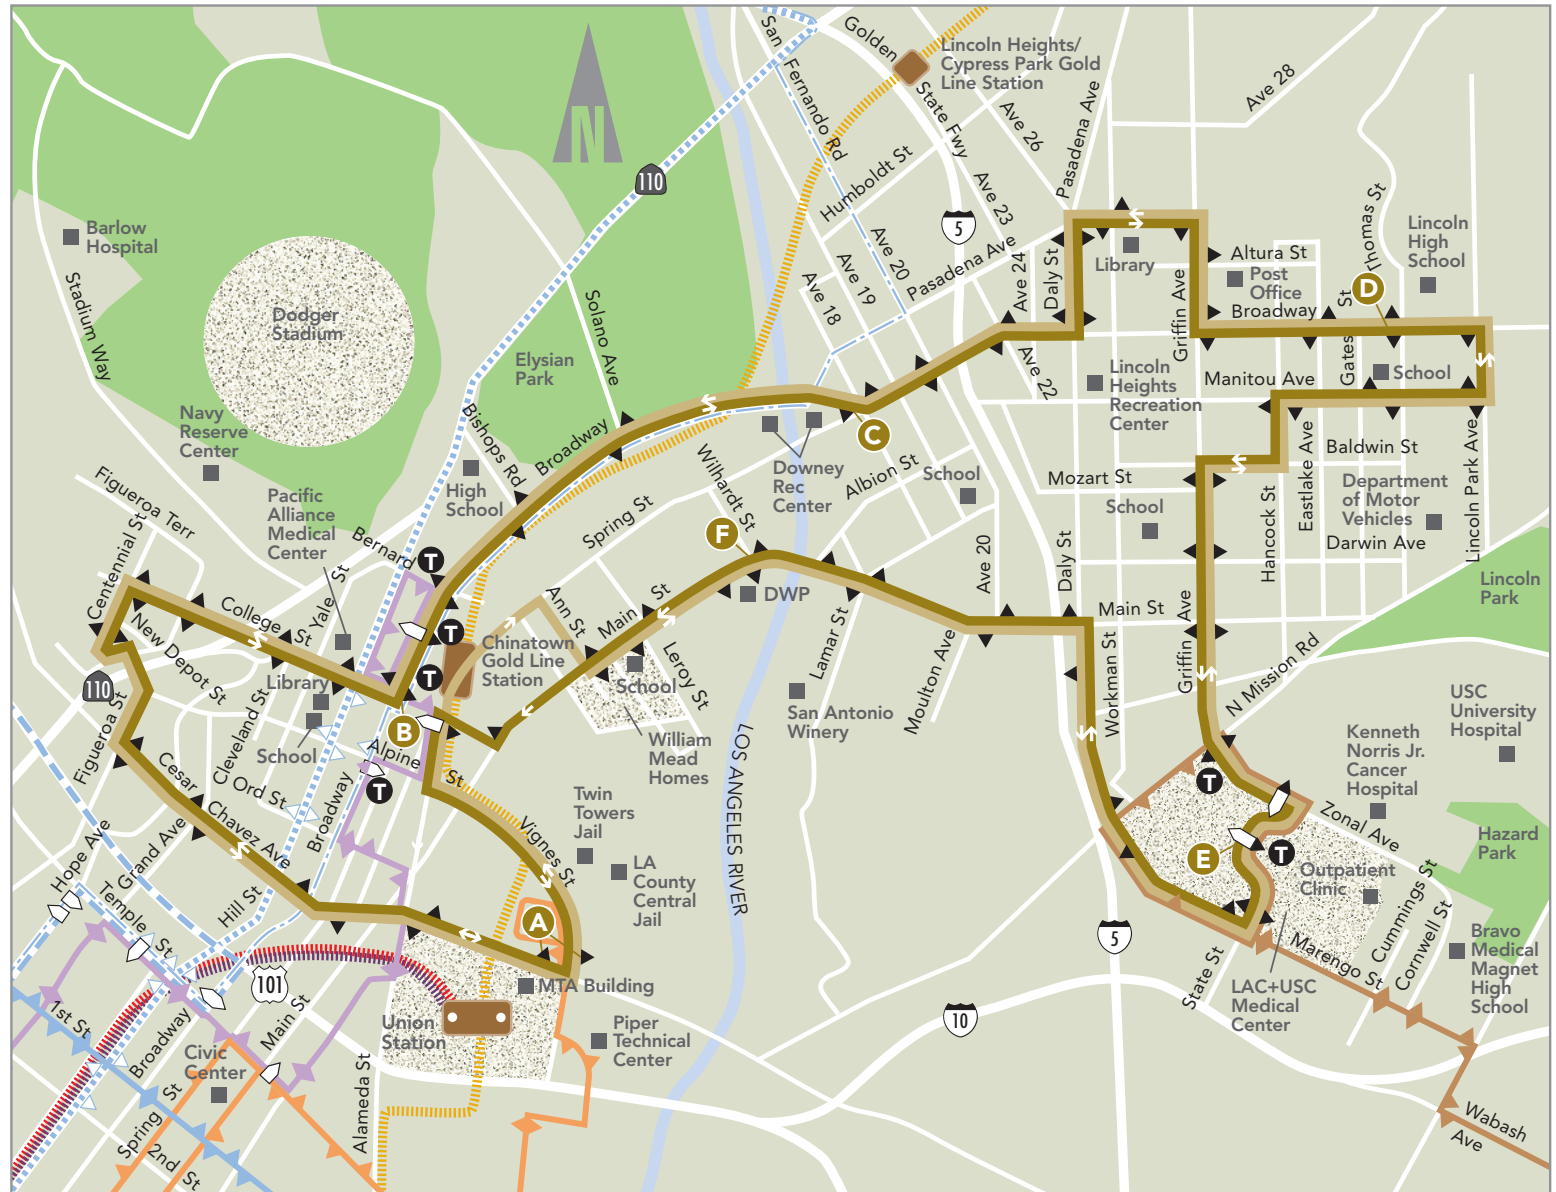 San Fernando Rd
Golden State Fwy
Lincoln Heights/
Cypress Park Gold
Line Station
Ave 26
Pasadena Ave
Ave 28
N
110
Humboldt St
Ave 23
5
Thomas St
Lincoln
High
School
Barlow
Hospital
Stadium Way
Dodger
Stadium
Solano Ave
Elysian
Park
Ave 20
Ave 19
Ave 18
Pasadena Ave
Ave 24
Daly St
Library
Griffin Ave
Altura St
Post
Office
Broadway
D
Gates St
School
Ave 22
Lincoln
Heights
Recreation
Center
Manitou Ave
Navy
Reserve
Center
Bishops Rd
Broadway
C
Eastlake Ave
Baldwin St
Lincoln Park Ave
Figueroa Terr
Pacific
Alliance
Medical
Center
High
School
Wilhardt St
Downey
Rec
Center
Albion St
School
Mozart St
School
Hancock St
Department
of Motor
Vehicles
Darwin Ave
Centennial St
Bernard
T
Spring St
F
Ave 20
Daly St
Lincoln
Park
College St
Yale St
DWP
Main St
New Depot St
T
Ann St
Main St
Chinatown
Gold Line
Station
Leroy St
School
Lamar St
Moulton Ave
Workman St
Griffin Ave
N Mission Rd
110
Library
T
B
School
Cleveland St
Figueroa St
William
Mead
Homes
San Antonio
Winery
LOS ANGELES RIVER
USC
University
Hospital
Kenneth
Norris Jr.
Cancer
Hospital
Alpine St
T
Cesar Chavez Ave
Ord St
Broadway
Twin
Towers
Jail
Vignes St
T
Zonal Ave
Hazard
Park
E
T
Outpatient
Clinic
Hope Ave
Grand Ave
LA
County
Central
Jail
Temple St
Hill St
A
5
State St
Marengo St
Cummings St
Cornwell St
Bravo
Medical
Magnet
High
School
101
MTA Building
LAC+USC
Medical
Center
1st St
Broadway
Main St
Union
Station
Piper
Technical
Center
10
Civic
Center
Alameda St
Spring St
2nd St
Wabash
Ave